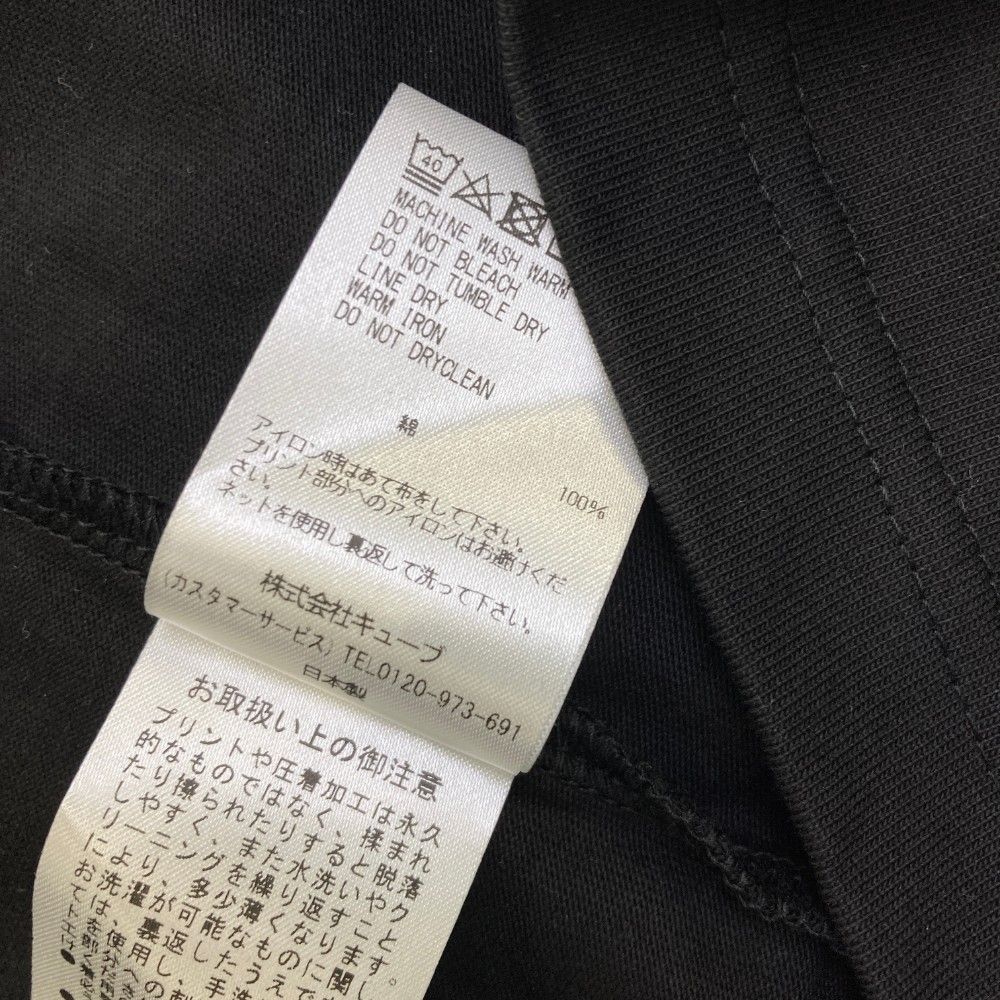 40
MACHINE WASH WARM
DO NOT BLEACH
DO NOT TUMBLE DRY
LINE DRY
WARM IRON
DO NOT DRYCLEAN
綿 100%
アイロン時はあて布をして下さい。
プリント部分へのアイロンはお避けくだ
さい。
ネットを使用し裏返して洗って下さい。
株式会社キューブ
(カスタマーサービス) TEL0120-973-691
日本製
お取扱い上の御注意
プリントや圧着加工は永久
的なものではなく、揉まれ
たり擦られたりすると脱落
しやすく、また水洗いやク
リーニングを繰り返すこと
により、多少薄くなります。
お洗濯が可能なものに関し
ては、裏返したうえで